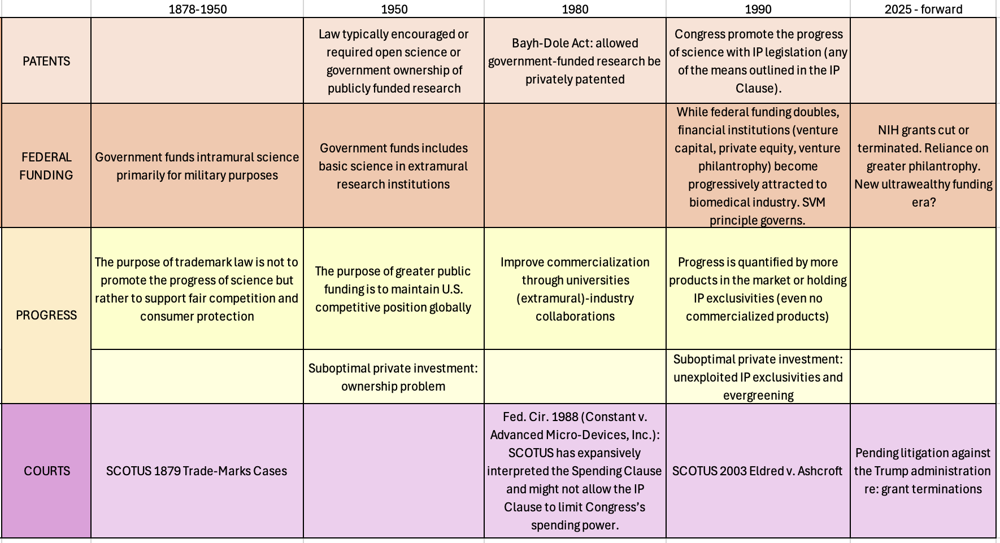 1878-1950
1950
1980
1990
2025 - forward
PATENTS
Law typically encouraged or
required open science or
government ownership of
publicly funded research
Bayh-Dole Act: allowed
government-funded research be
privately patented
Congress promote the progress
of science with IP legislation (any
of the means outlined in the IP
Clause).
FEDERAL
FUNDING
Government funds intramural science
primarily for military purposes
Government funds includes
basic science in extramural
research institutions
While federal funding doubles,
financial institutions (venture
capital, private equity, venture
philantrophy) become
progressively attracted to
biomedical industry. SVM
principle governs.
NIH grants cut or
terminated. Reliance on
greater philantrophy.
New ultrawealthy funding
era?
PROGRESS
The purpose of trademark law is not to
promote the progress of science but
rather to support fair competition and
consumer protection
The purpose of greater public
funding is to maintain U.S.
competitive position globally
Improve commercialization
through universities
(extramural)-industry
collaborations
Progress is quantified by more
products in the market or holding
IP exclusivities (even no
commercialized products)
Suboptimal private investment:
ownership problem
Suboptimal private investment:
unexploited IP exclusivities and
evergreening
COURTS
SCOTUS 1879 Trade-Marks Cases
Fed. Cir. 1988 (Constant v.
Advanced Micro-Devices, Inc.):
SCOTUS has expansively
interpreted the Spending Clause
and might not allow the IP
Clause to limit Congress’s
spending power.
SCOTUS 2003 Eldred v. Ashcroft
Pending litigation against
the Trump administration
re: grant terminations